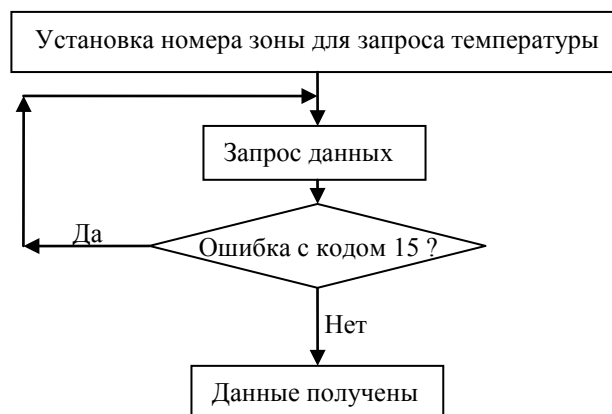 Установка номера зоны для запроса температуры
Запрос данных
Да
Ошибка с кодом 15 ?
Нет
Данные получены